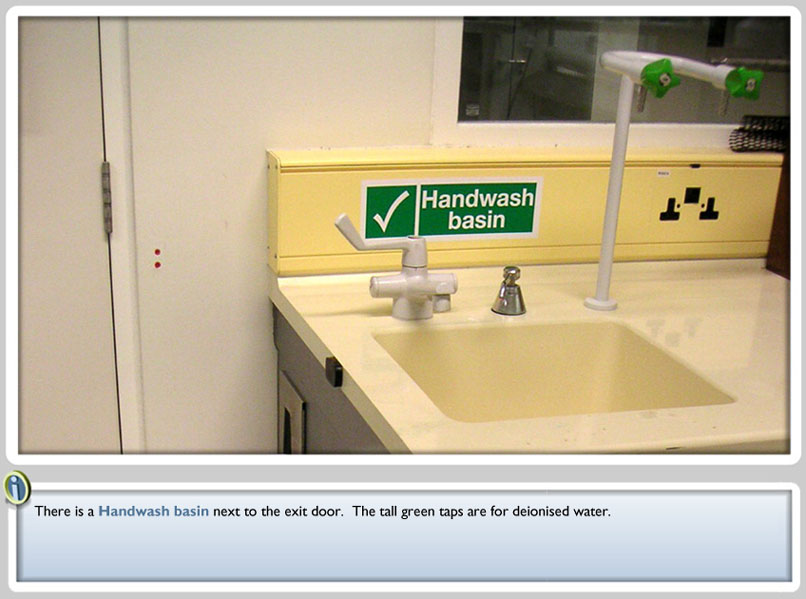 Handwash
basin
There is a Handwash basin next to the exit door. The tall green taps are for deionised water.